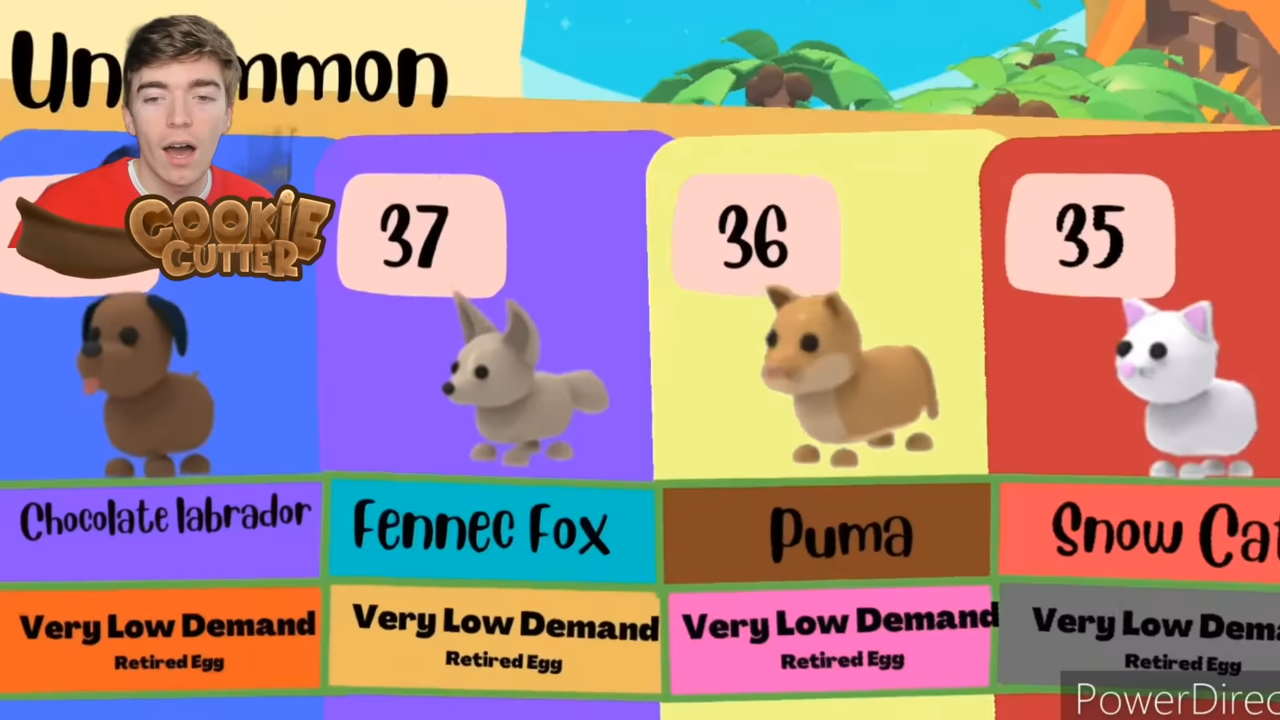 Un mmon
COOKIE
CUTTER
37
36
35
Chocolate labrador
Fennec Fox
Puma
Snow Cat
Very Low Demand
Retired Egg
Very Low Demand
Retired Egg
Very Low Demand
Retired Egg
Very Low Dema
Retired Egg
PowerDirec